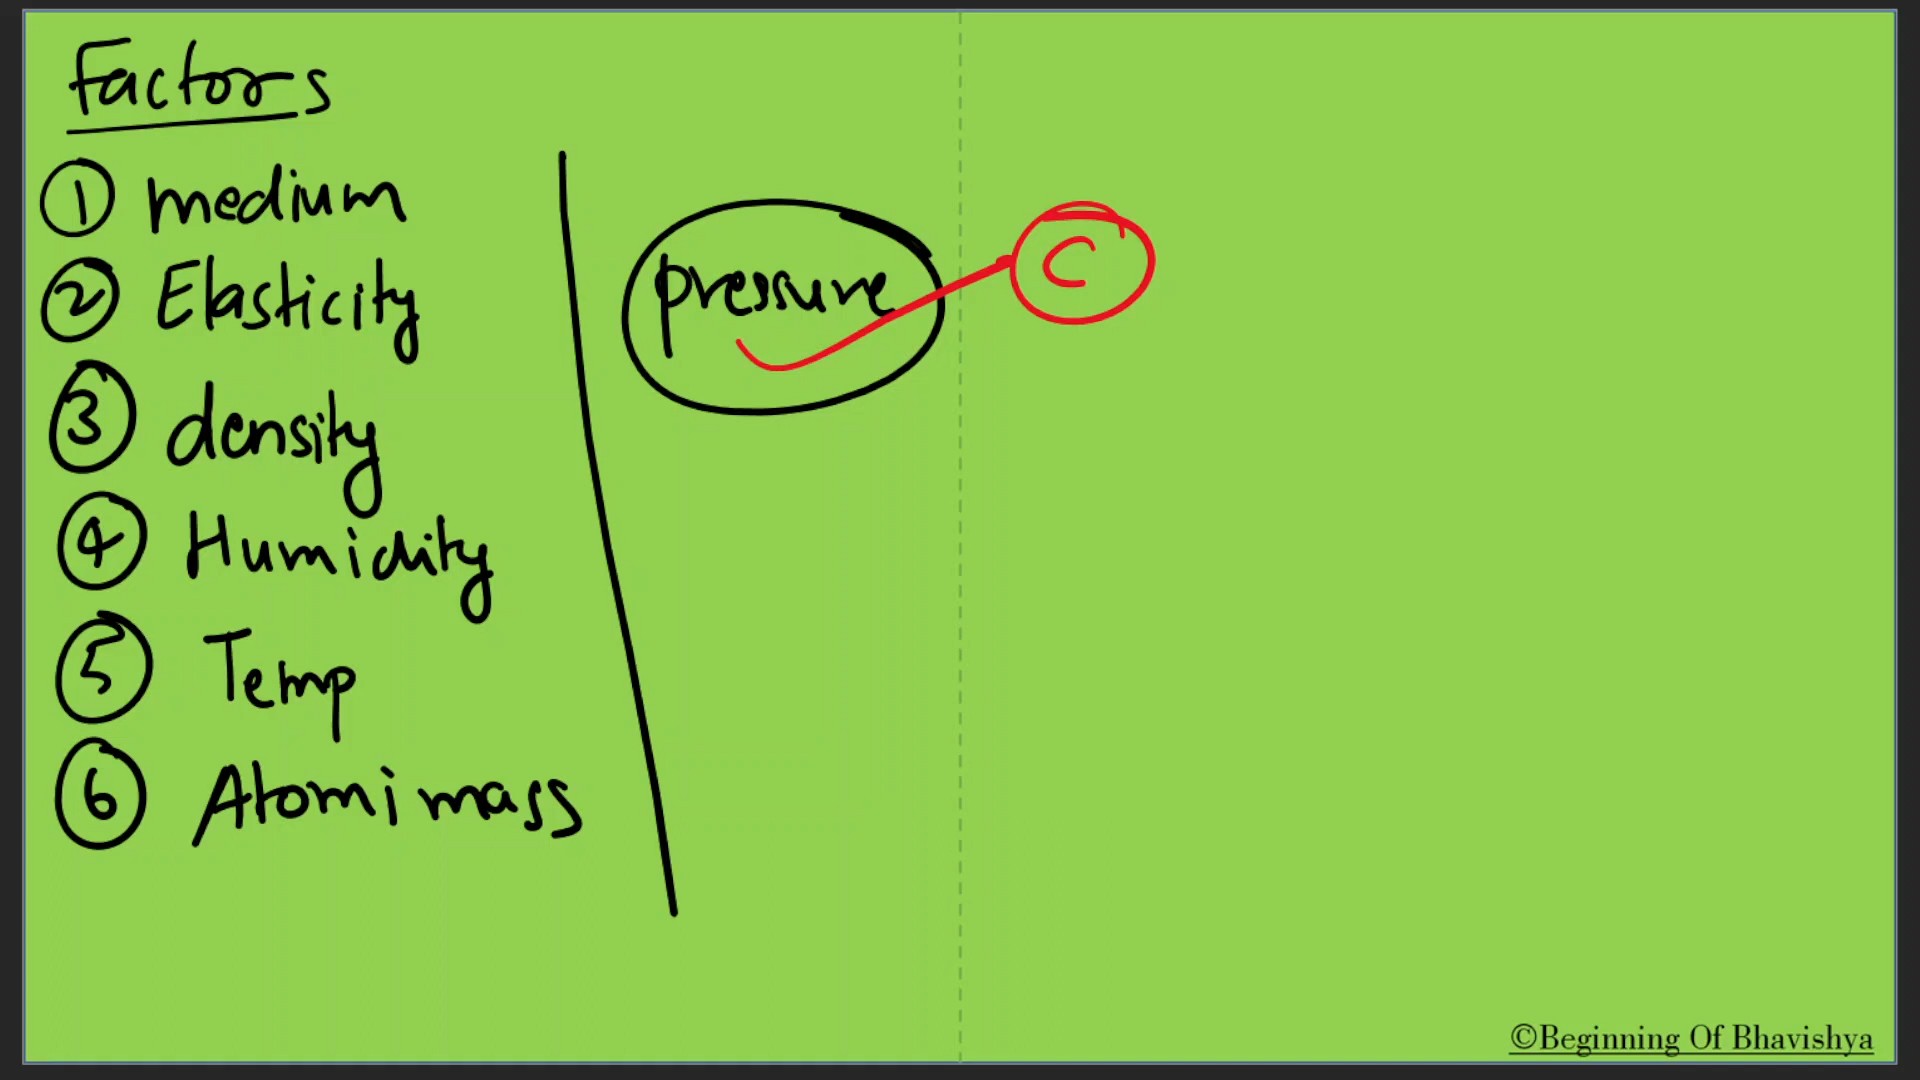 Factors
1 medium
2 Elasticity
3 density
4 Humidity
5 Temp
6 Atomi mass
pressure
C
©Beginning Of Bhavishya